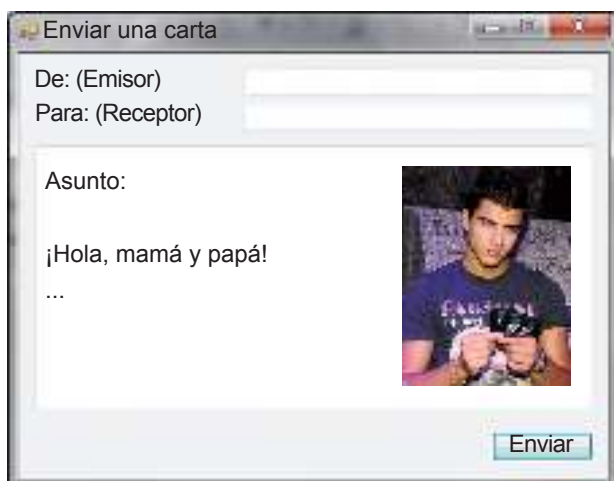 Enviar una carta
De: (Emisor)
Para: (Receptor)
Asunto:
¡Hola, mamá y papá!
...
Enviar